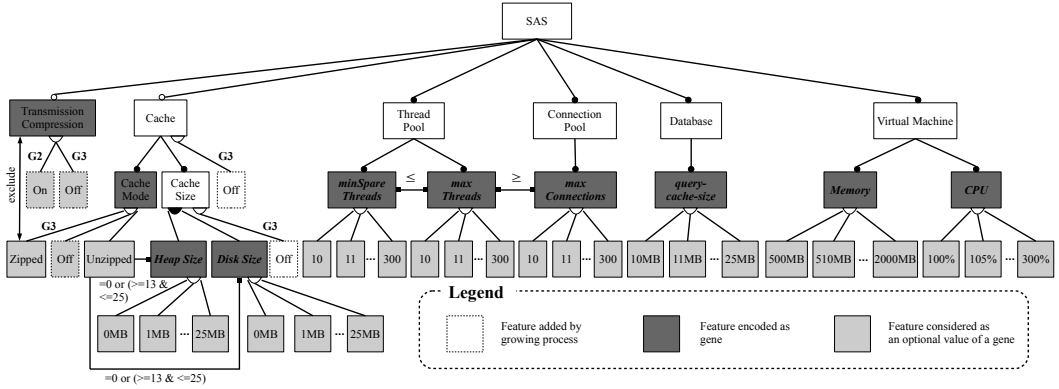 SAS
Transmission
Compression
Cache
Thread
Pool
Connection
Pool
Database
Virtual Machine
G2
G3
G3
exclude
On
Off
Cache
Mode
Cache
Size
Off
minSpare
Threads
≤
max
Threads
≥
max
Connections
query-
cache-size
Memory
CPU
G3
G3
Zipped
Off
Unzipped
Heap Size
Disk Size
Off
10
11
...
300
10
11
...
300
10
11
...
300
10MB
11MB
...
25MB
500MB
510MB
...
2000MB
100%
105%
...
300%
=0 or (>=13 &
<=25)
0MB
1MB
...
25MB
0MB
1MB
...
25MB
=0 or (>=13 & <=25)
Legend
Feature added by
growing process
Feature encoded as
gene
Feature considered as
an optional value of a gene